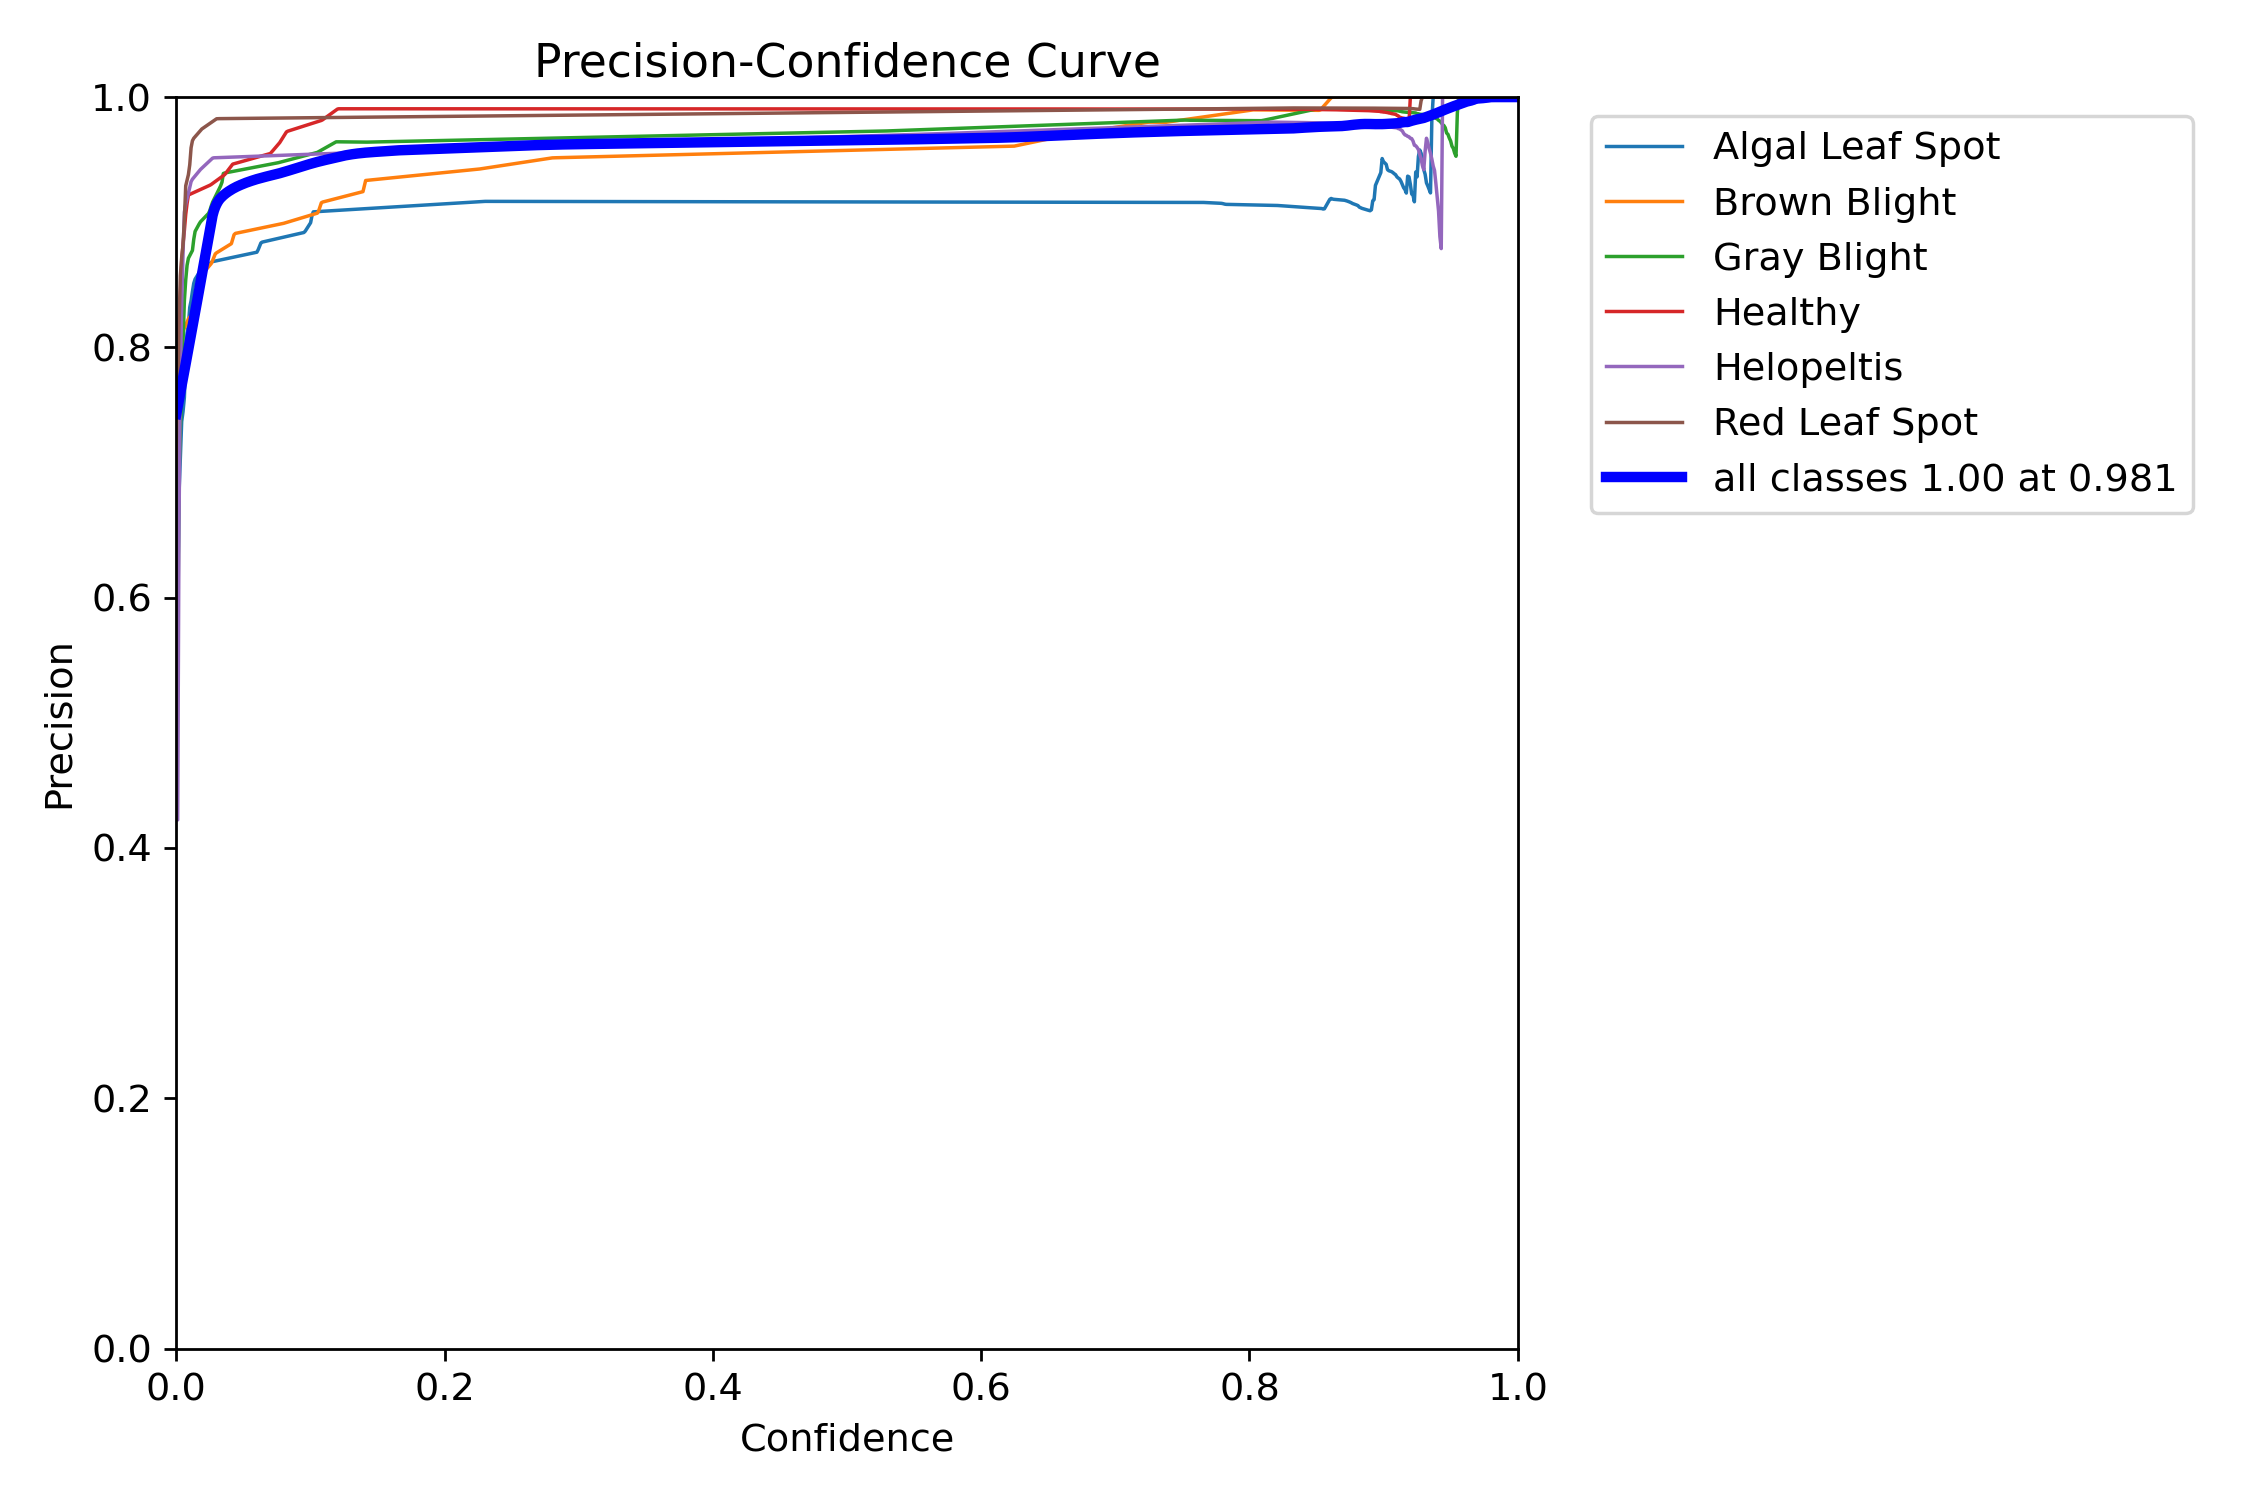 Precision-Confidence Curve
1.0
0.8
0.6
0.4
0.2
0.0
Precision
0.0 0.2 0.4 0.6 0.8 1.0
Confidence
Algal Leaf Spot
Brown Blight
Gray Blight
Healthy
Helopeltis
Red Leaf Spot
all classes 1.00 at 0.981